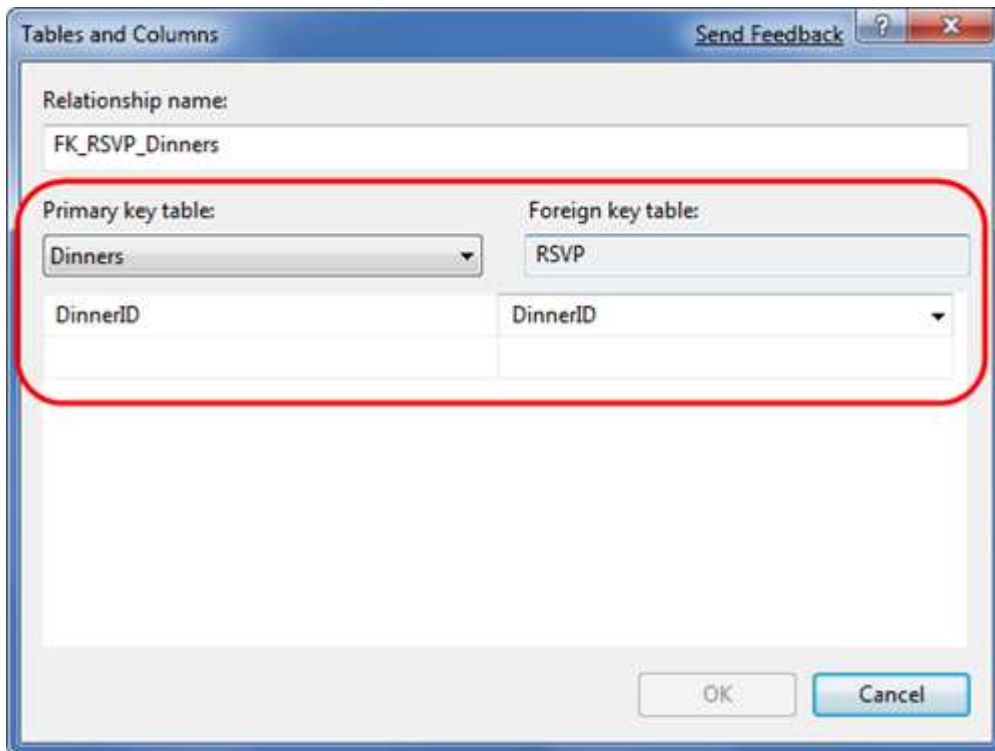 Tables and Columns Send Feedback ?
Relationship name:
FK_RSVP_Dinners
Primary key table: Foreign key table:
Dinners RSVP
DinnerID DinnerID
OK Cancel